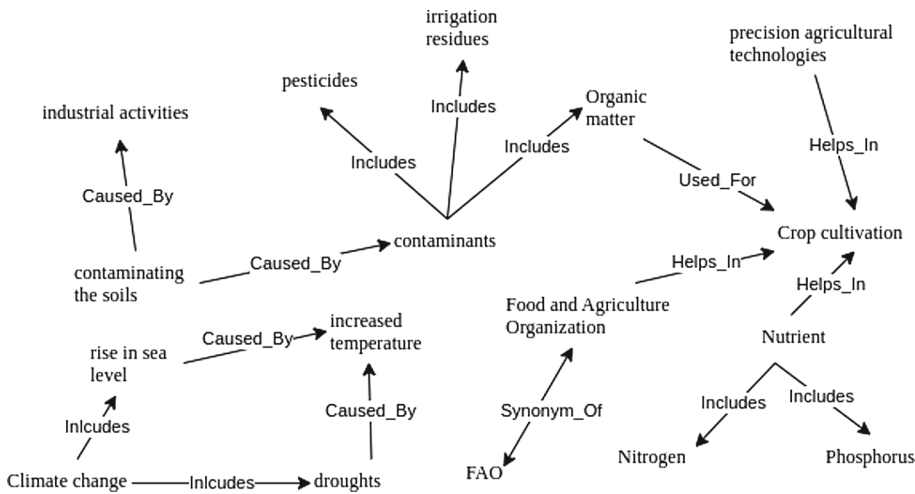 irrigation
residues
precision agricultural
technologies
pesticides
Includes
Organic
matter
industrial activities
Includes
Includes
Helps_In
Caused_By
Used_For
contaminants
Crop cultivation
Caused_By
Helps_In
contaminating
the soils
Helps_In
Food and Agriculture
Organization
increased
temperature
Caused_By
Nutrient
rise in sea
level
Caused_By
Synonym_Of
Includes
Includes
Inlcudes
Nitrogen
Phosphorus
FAO
Climate change
Inlcudes
droughts